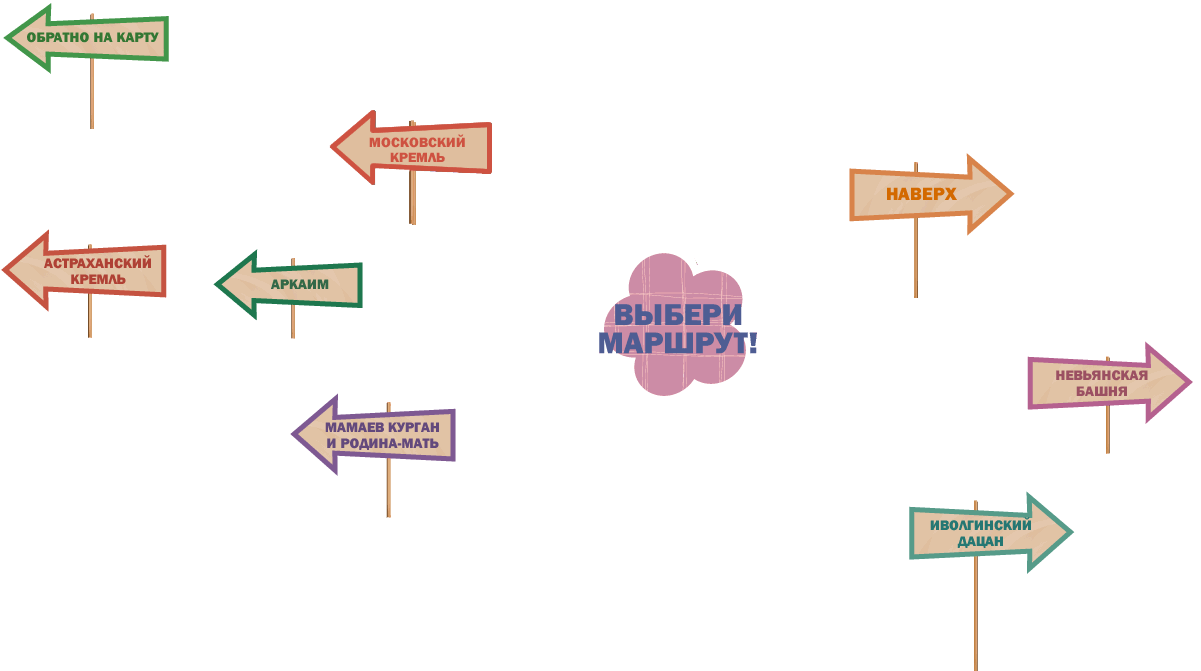 ОБРАТНО НА КАРТУ
МОСКОВСКИЙ
КРЕМЛЬ
НАВЕРХ
АСТРАХАНСКИЙ
КРЕМЛЬ
АРКАИМ
ВЫБЕРИ
МАРШРУТ!
НЕВЬЯНСКАЯ
БАШНЯ
МАМАЕВ КУРГАН
И РОДИНА-МАТЬ
ИВОЛГИНСКИЙ
ДАЦАН